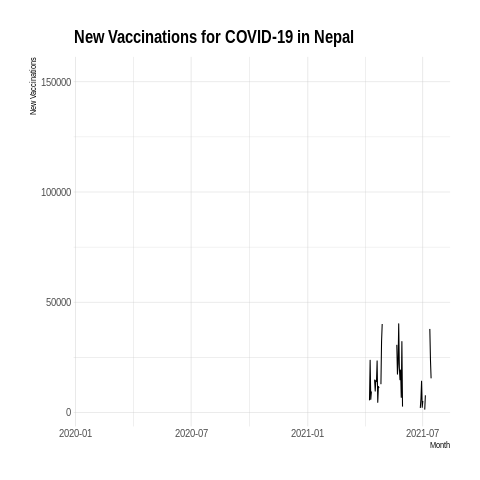 New Vaccinations for COVID-19 in Nepal
New Vaccinations
150000
100000
50000
0
2020-01 2020-07 2021-01 2021-07
Month